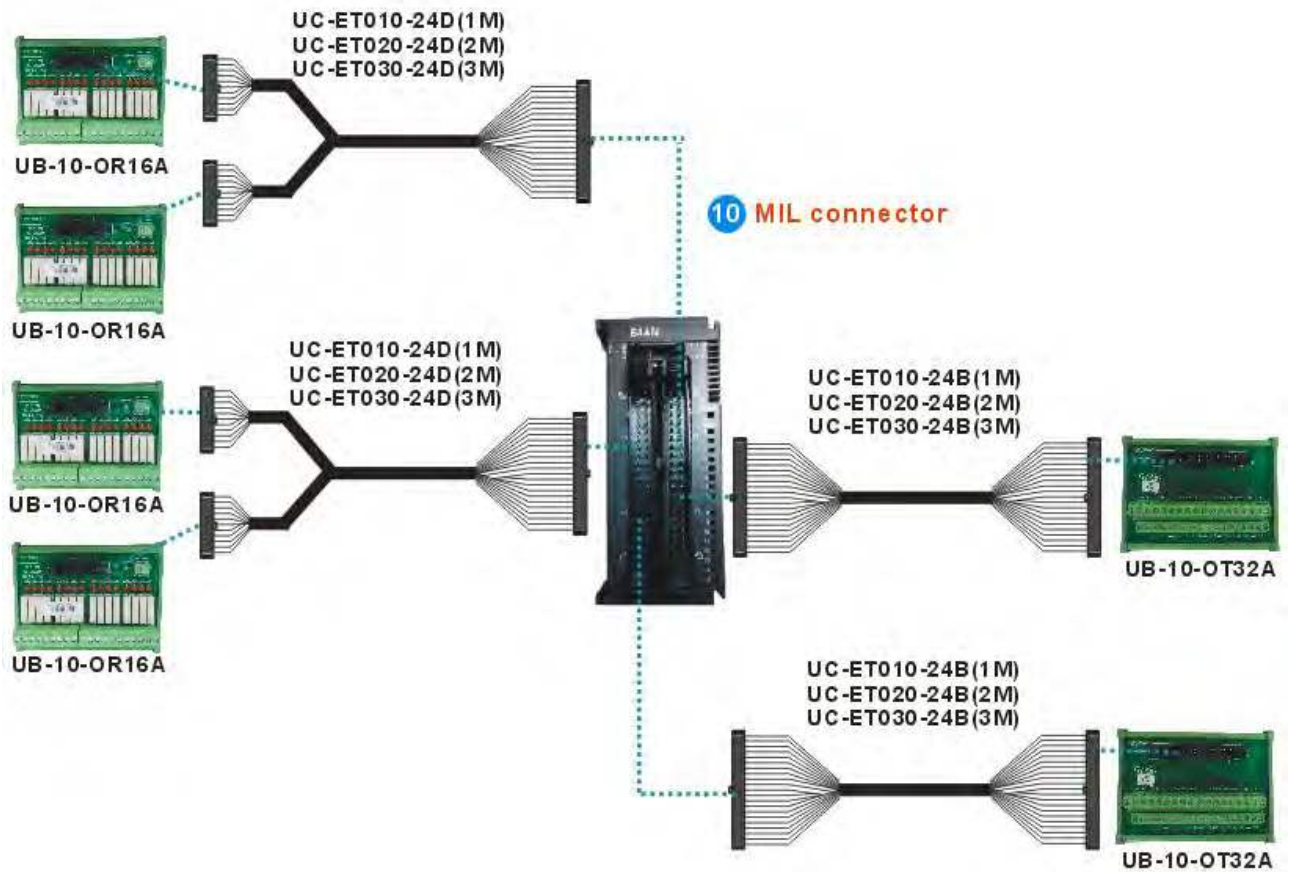 UC-ET010-24D(1M)
UC-ET020-24D(2M)
UC-ET030-24D(3M)
UB-10-OR16A
10 MIL connector
UB-10-OR16A
64AN
UC-ET010-24D(1M)
UC-ET020-24D(2M)
UC-ET030-24D(3M)
UC-ET010-24B(1M)
UC-ET020-24B(2M)
UC-ET030-24B(3M)
UB-10-OR16A
UB-10-OT32A
UB-10-OR16A
UC-ET010-24B(1M)
UC-ET020-24B(2M)
UC-ET030-24B(3M)
UB-10-OT32A